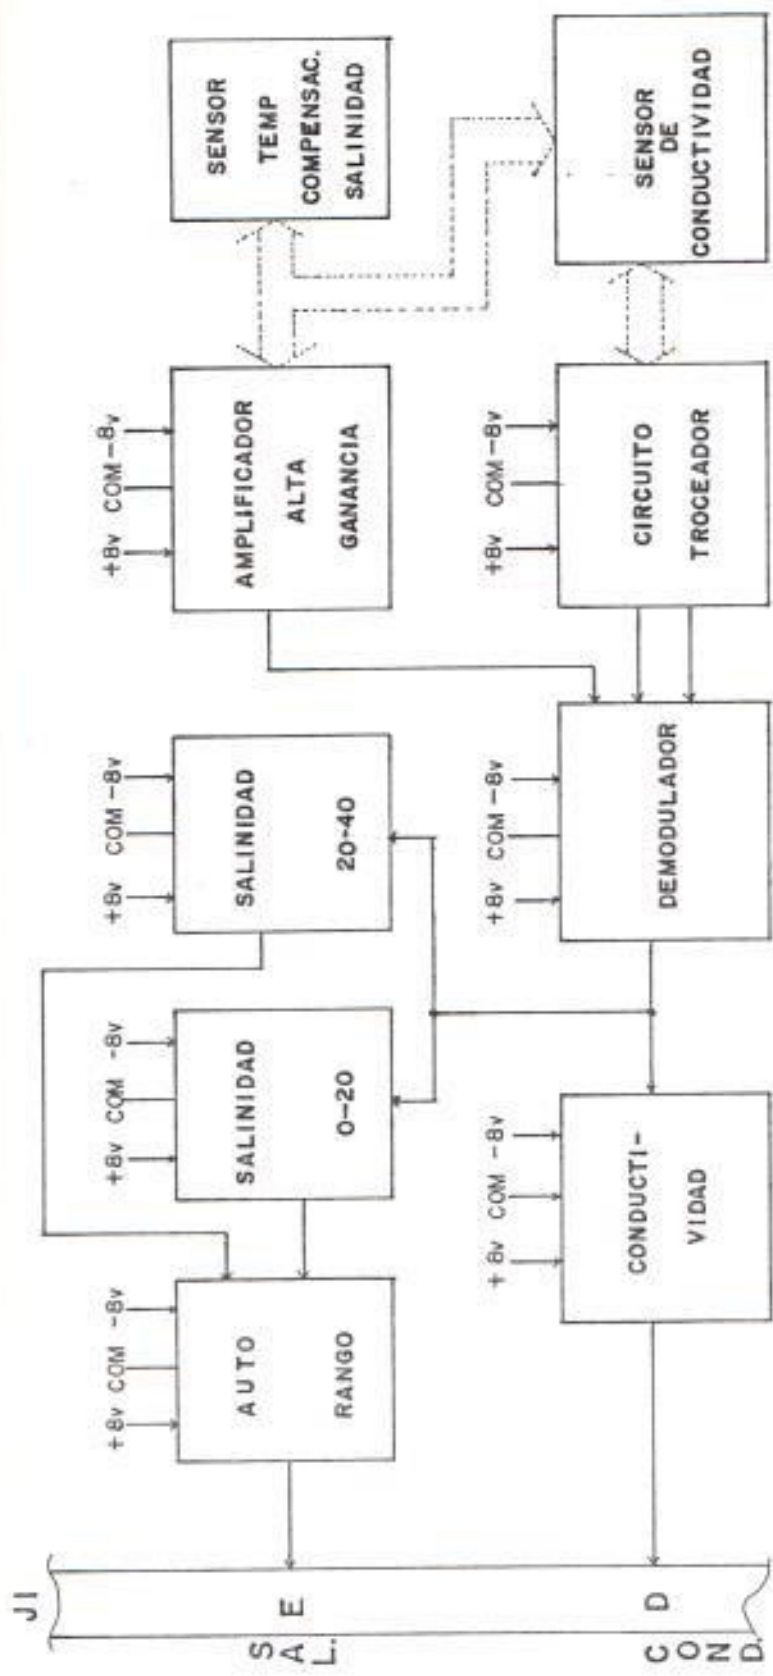 J1
SAL.
E
COND.
D
+8v COM -8v
AUTO
RANGO
+8v COM -8v
SALINIDAD
0-20
+8v COM -8v
SALINIDAD
20-40
+8v COM -8v
AMPLIFICADOR
ALTA
GANANCIA
SENSOR
TEMP
COMPENSAC.
SALINIDAD
+8v COM -8v
CONDUCTI-
VIDAD
+8v COM -8v
DEMODULADOR
+8v COM -8v
CIRCUITO
TROCEADOR
SENSOR
DE
CONDUCTIVIDAD